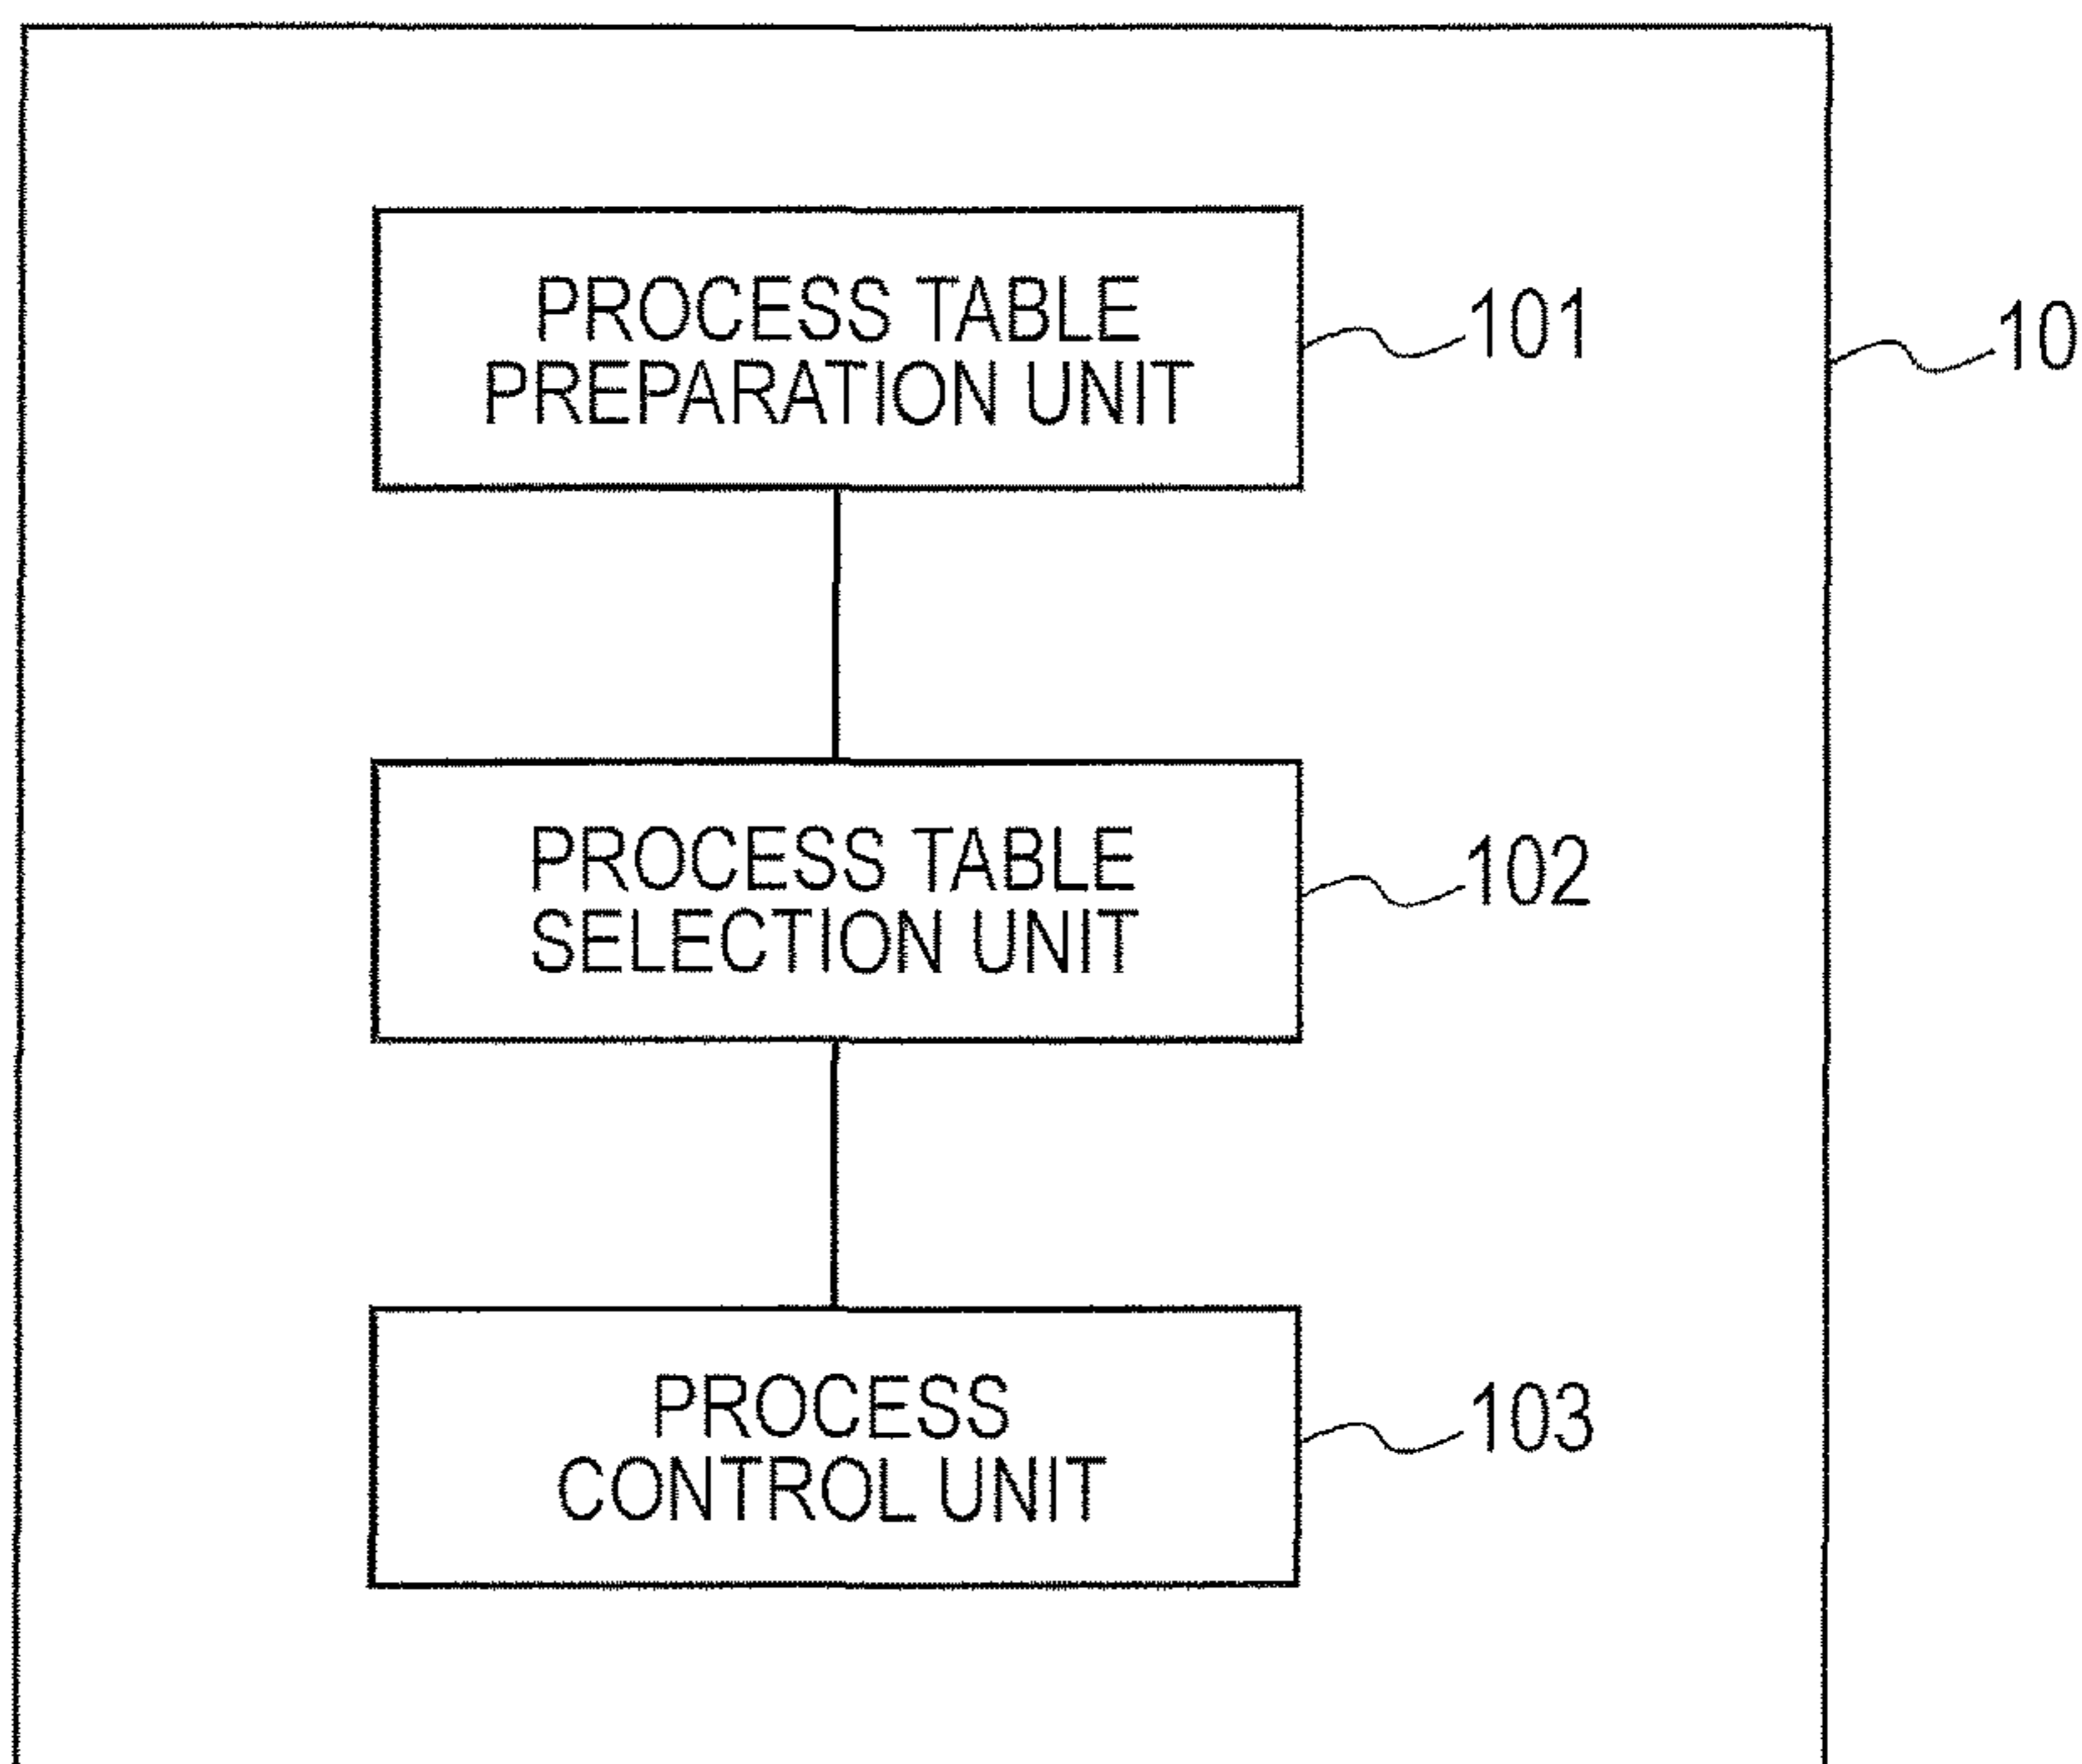 PROCESS TABLE
PREPARATION UNIT
101
10
PROCESS TABLE
SELECTION UNIT
102
PROCESS
CONTROL UNIT
103